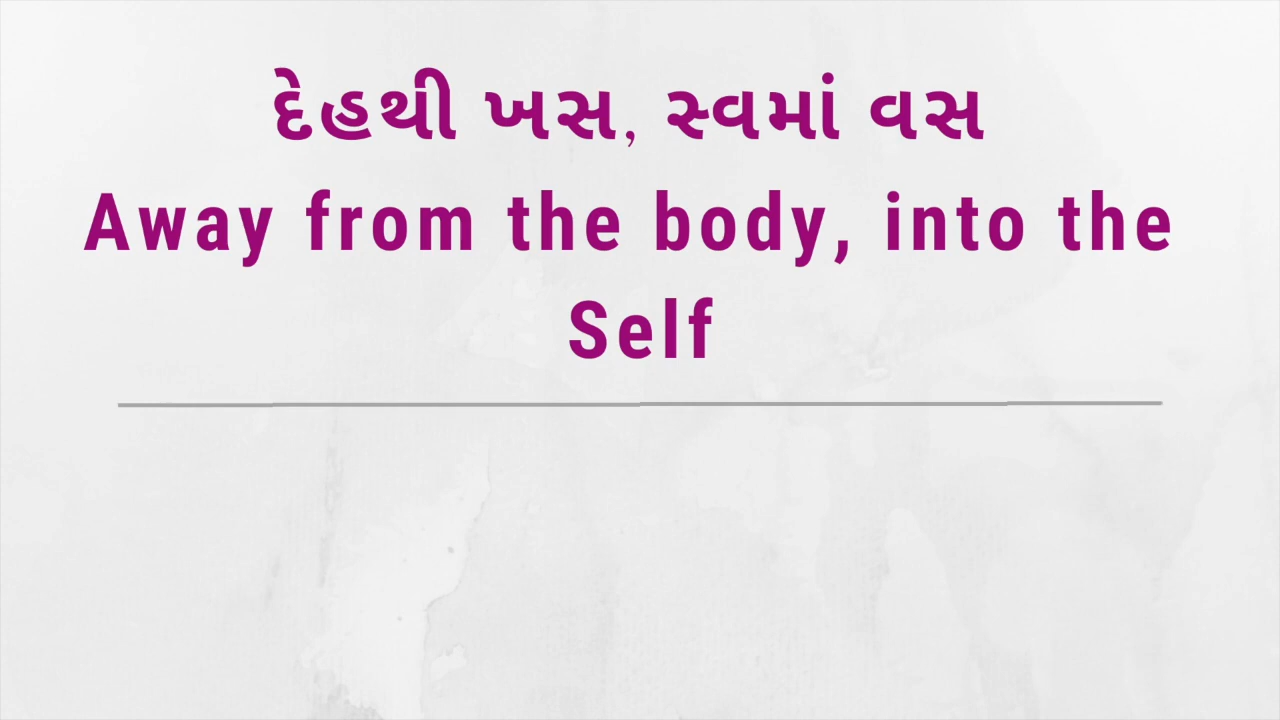 દેહથી ખસ, સ્વમાં વસ
Away from the body, into the
Self